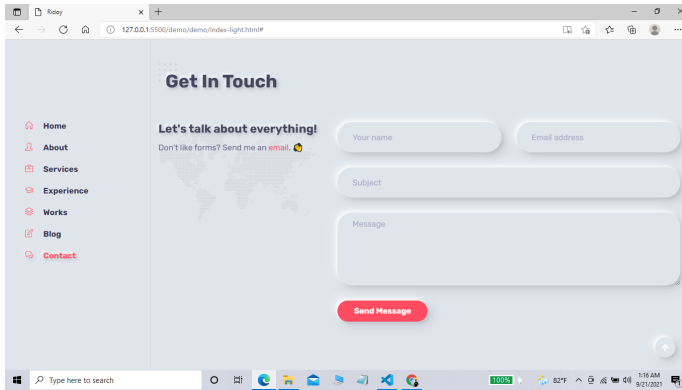 Riday
127.0.0.1:5500/demo/demo/index-light.html#
Get In Touch
Home
About
Services
Experience
Works
Blog
Contact
Let's talk about everything!
Don't like forms? Send me an email.
Your name
Email address
Subject
Message
Send Message
Type here to search
100%
82°F
1:16 AM
9/21/2021